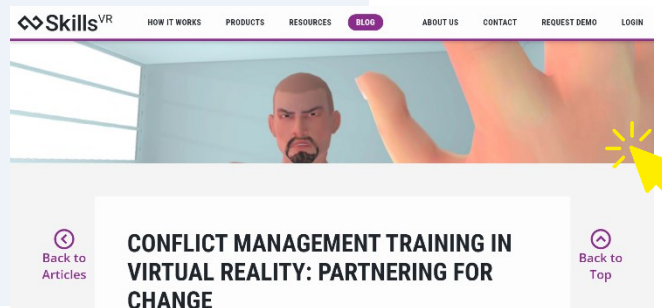 SkillsVR HOW IT WORKS PRODUCTS RESOURCES BLOG ABOUT US CONTACT REQUEST DEMO LOGIN
Back to
Articles
CONFLICT MANAGEMENT TRAINING IN
VIRTUAL REALITY: PARTNERING FOR
CHANGE
Back to
Top